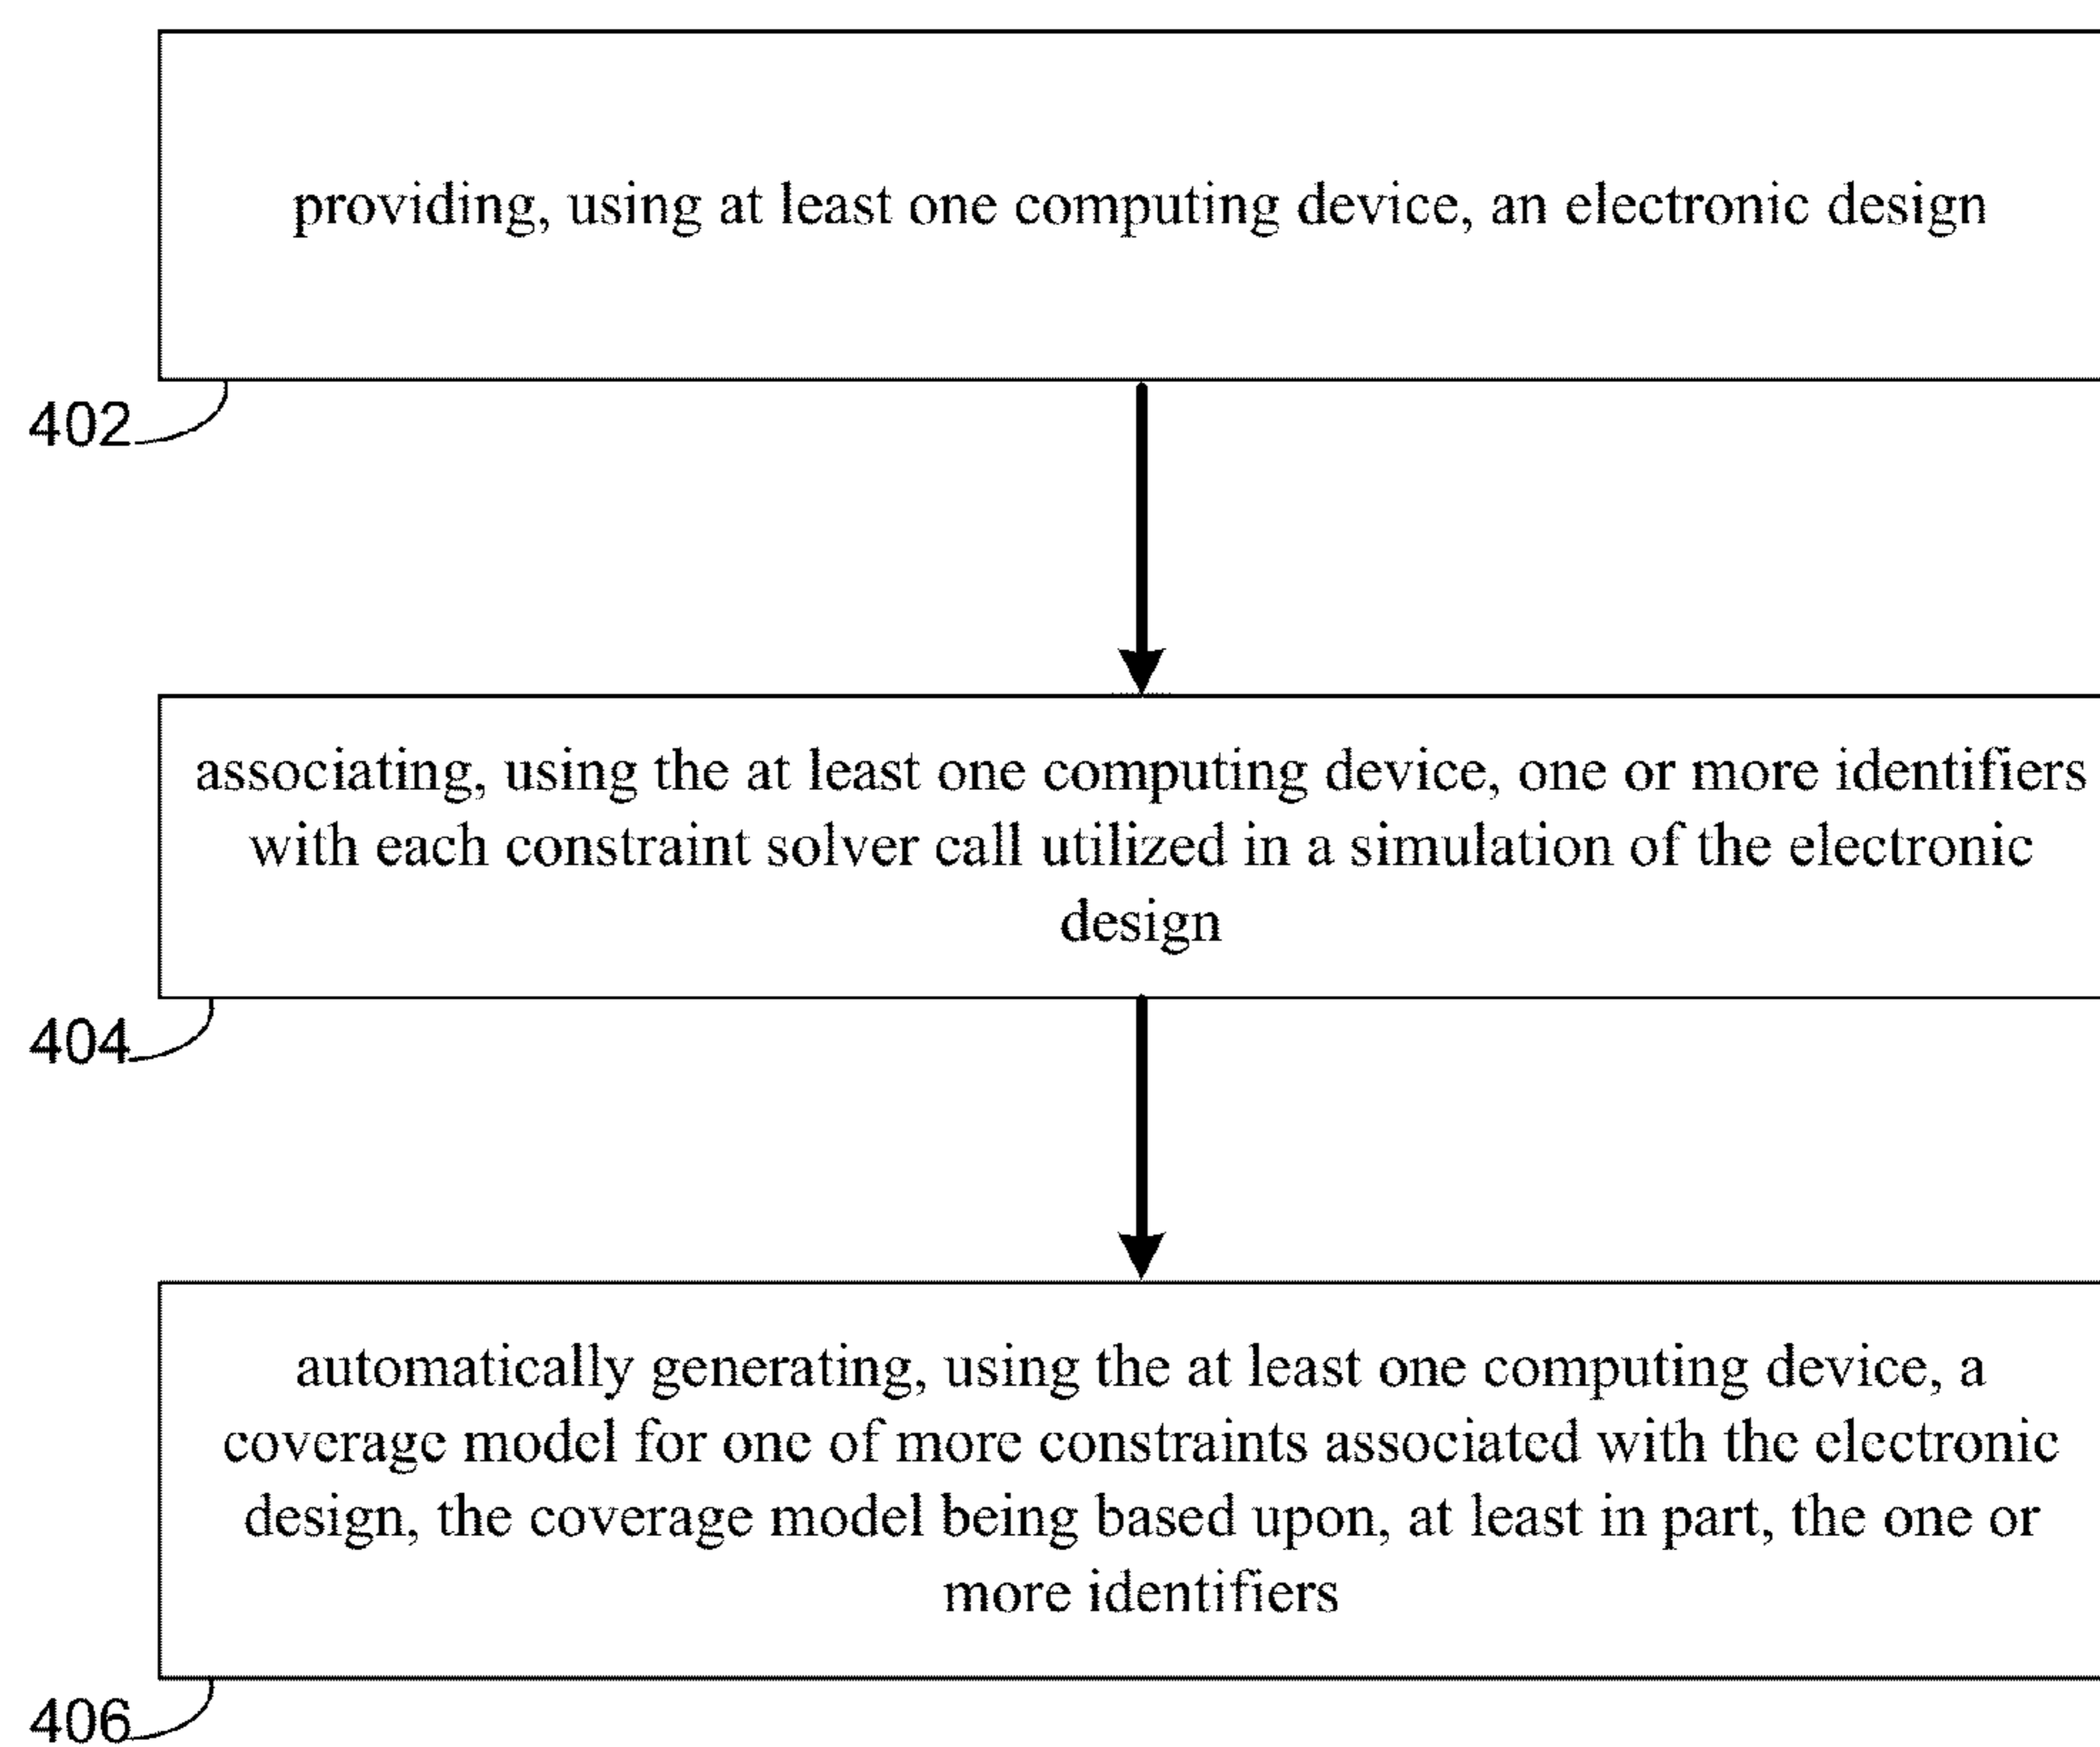 providing, using at least one computing device, an electronic design
402
associating, using the at least one computing device, one or more identifiers
with each constraint solver call utilized in a simulation of the electronic
design
404
automatically generating, using the at least one computing device, a
coverage model for one of more constraints associated with the electronic
design, the coverage model being based upon, at least in part, the one or
more identifiers
406